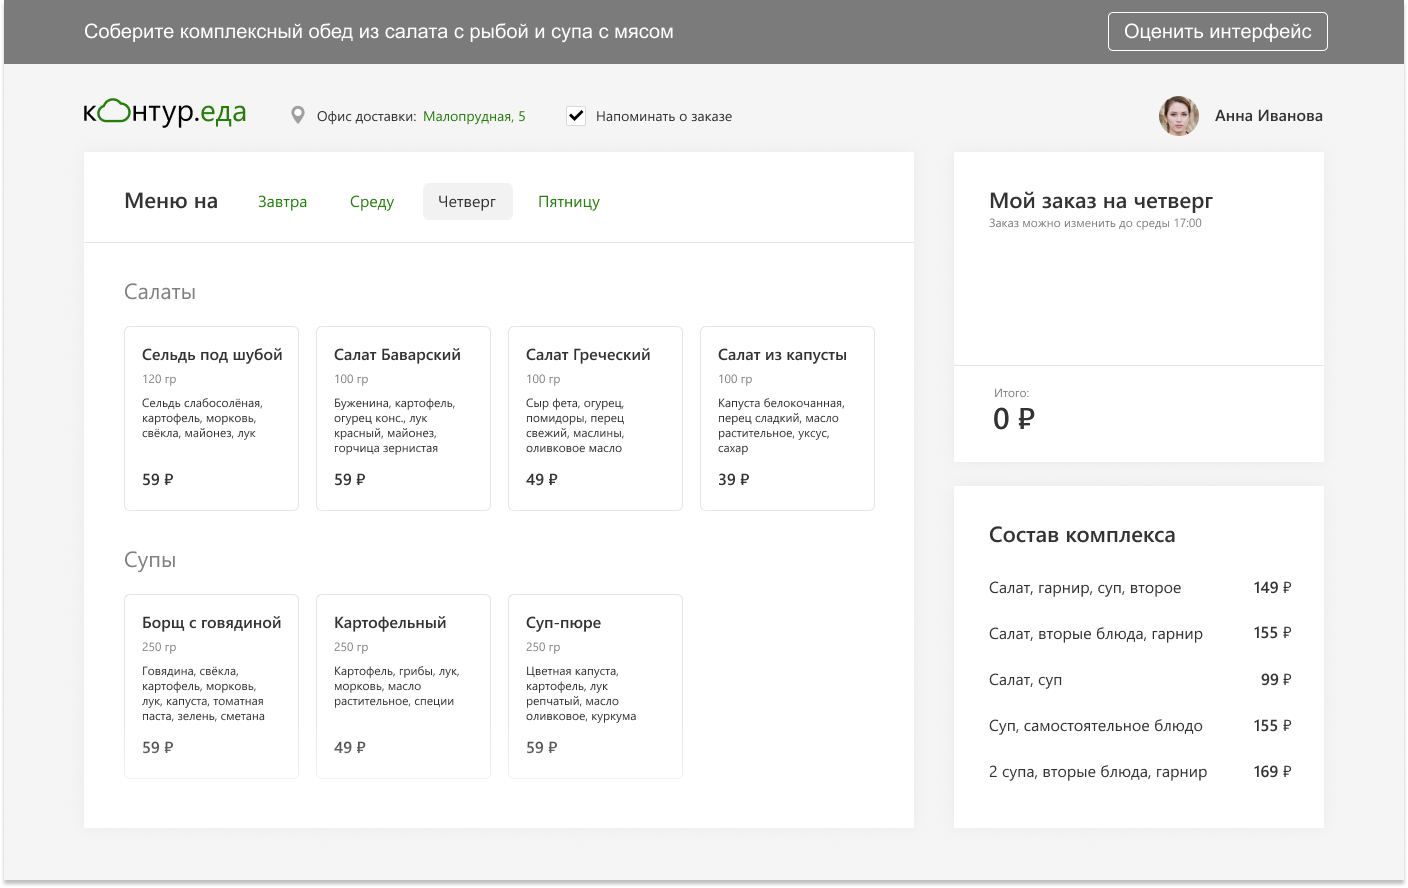 Соберите комплексный обед из салата с рыбой и супа с мясом
Оценить интерфейс
контур.еда
Офис доставки: Малопрудная, 5
Напоминать о заказе
Анна Иванова
Меню на
Завтра
Среду
Четверг
Пятницу
Салаты
Сельдь под шубой
120 гр
Сельдь слабосолёная,
картофель, морковь,
свёкла, майонез, лук
59 ₽
Салат Баварский
100 гр
Буженина, картофель,
огурец конс., лук
красный, майонез,
горчица зернистая
59 ₽
Салат Греческий
100 гр
Сыр фета, огурец,
помидоры, перец
свежий, маслины,
оливковое масло
49 ₽
Салат из капусты
100 гр
Капуста белокочанная,
перец сладкий, масло
растительное, уксус,
сахар
39 ₽
Супы
Борщ с говядиной
250 гр
Говядина, свёкла,
картофель, морковь,
лук, капуста, томатная
паста, зелень, сметана
59 ₽
Картофельный
250 гр
Картофель, грибы, лук,
морковь, масло
растительное, специи
49 ₽
Суп-пюре
250 гр
Цветная капуста,
картофель, лук
репчатый, масло
оливковое, куркума
59 ₽
Мой заказ на четверг
Заказ можно изменить до среды 17:00
Итого:
0 ₽
Состав комплекса
Салат, гарнир, суп, второе 149 ₽
Салат, вторые блюда, гарнир 155 ₽
Салат, суп 99 ₽
Суп, самостоятельное блюдо 155 ₽
2 супа, вторые блюда, гарнир 169 ₽